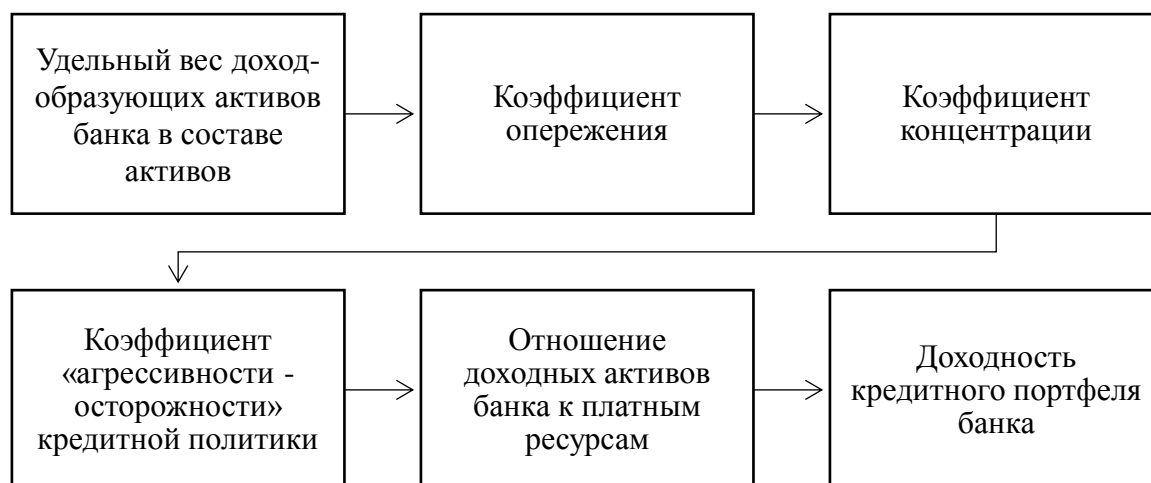 Удельный вес доход-
образующих активов
банка в составе
активов
Коэффициент
опережения
Коэффициент
концентрации
Коэффициент
«агрессивности -
осторожности»
кредитной политики
Отношение
доходных активов
банка к платным
ресурсам
Доходность
кредитного портфеля
банка